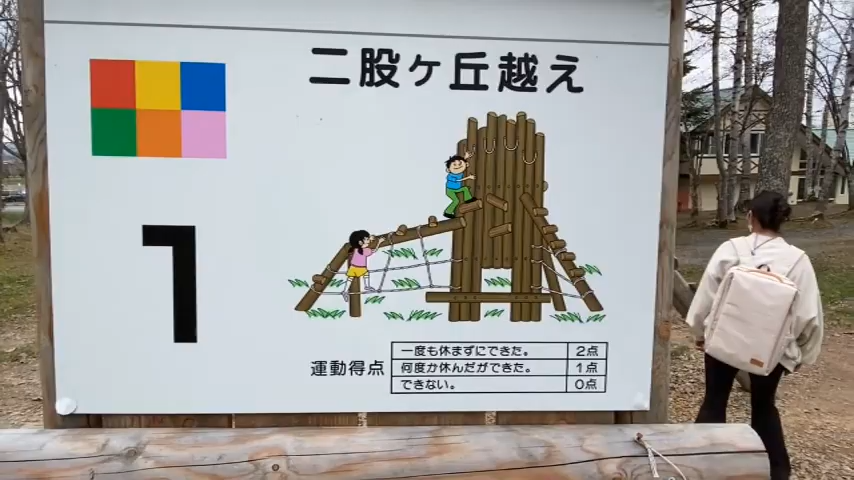 二股ヶ丘越え
1
運動得点
一度も休まずにできた。 2点
何度か休んだができた。 1点
できない。 0点